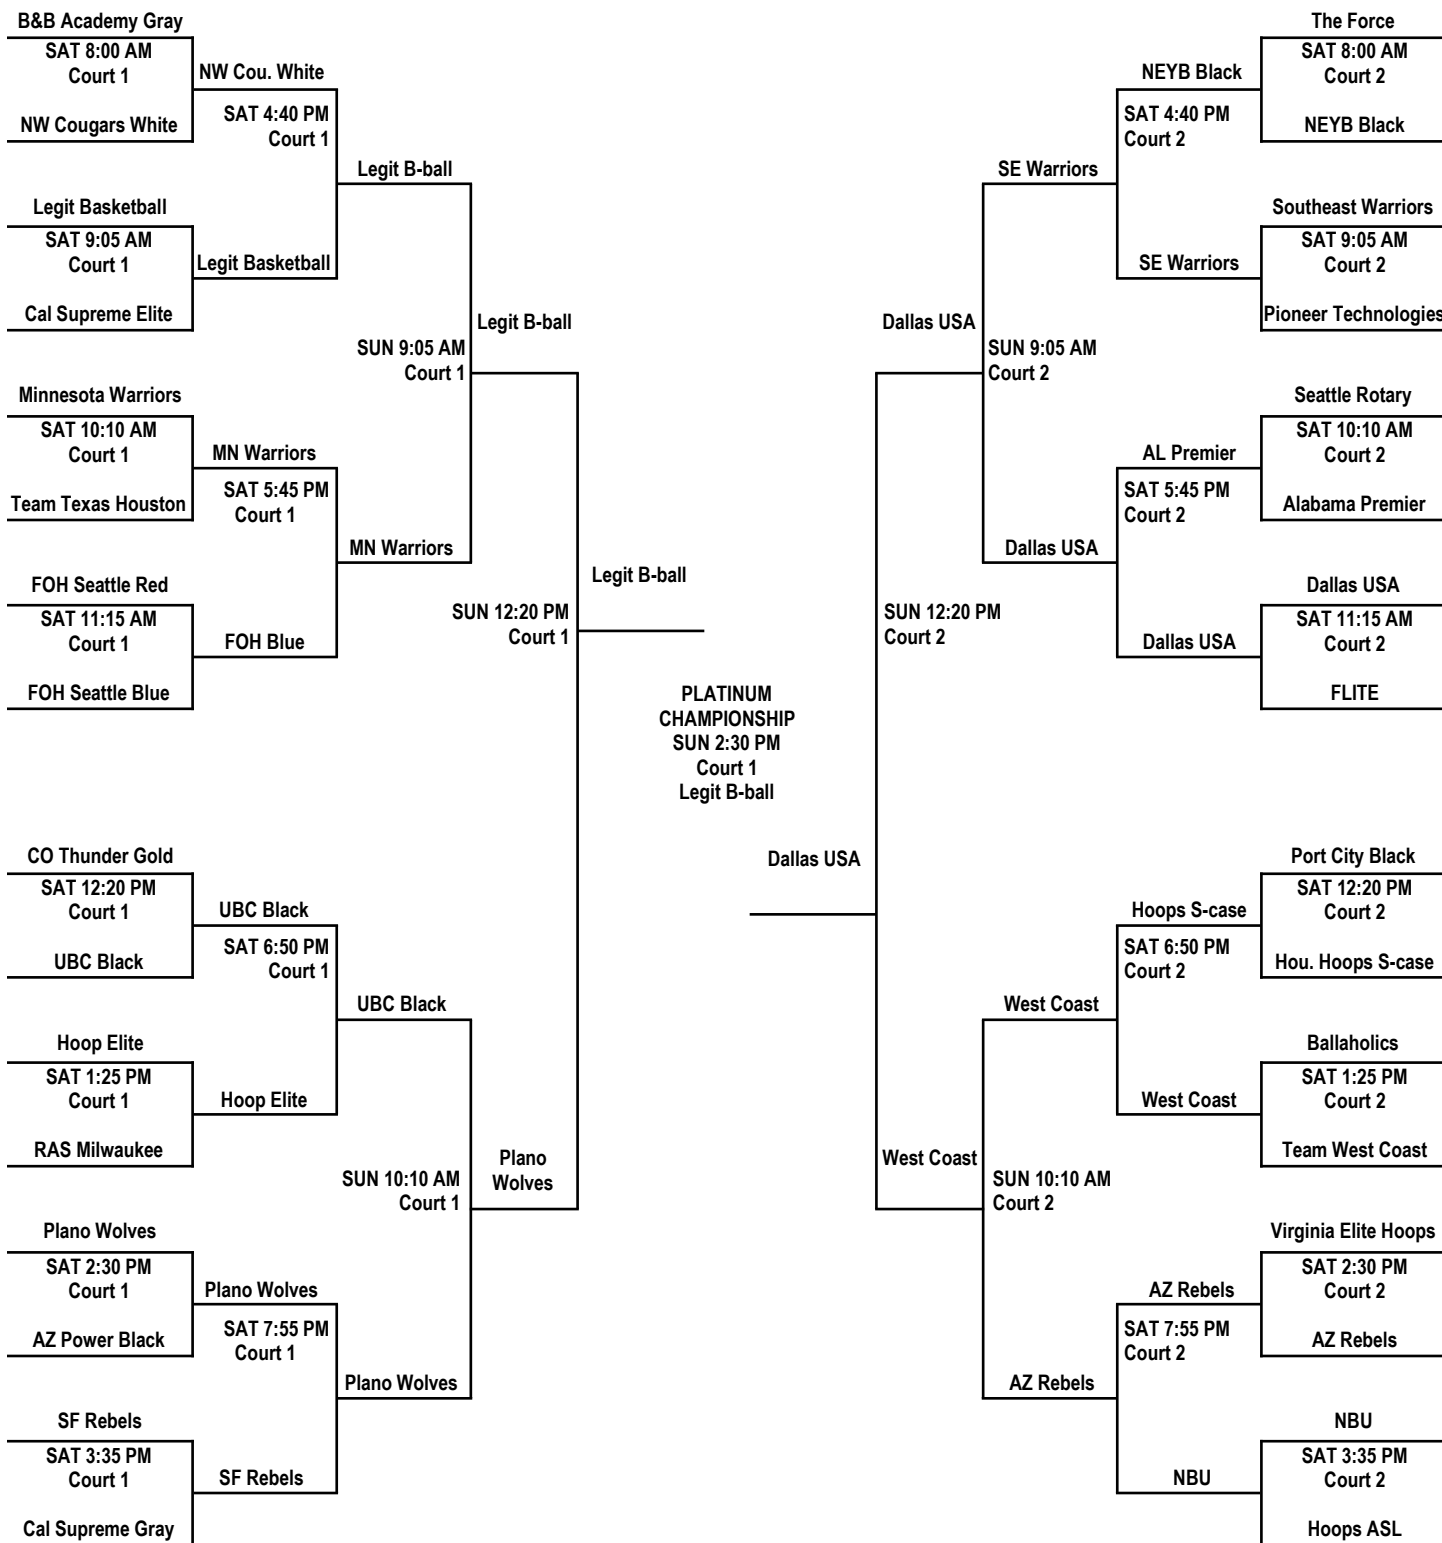 B&B Academy Gray
SAT 8:00 AM
Court 1
NW Cougars White
NW Cou. White
SAT 4:40 PM
Court 1
Legit Basketball
SAT 9:05 AM
Court 1
Cal Supreme Elite
Legit Basketball
Legit B-ball
SUN 9:05 AM
Court 1
Minnesota Warriors
SAT 10:10 AM
Court 1
Team Texas Houston
MN Warriors
SAT 5:45 PM
Court 1
FOH Seattle Red
SAT 11:15 AM
Court 1
FOH Seattle Blue
FOH Blue
MN Warriors
Legit B-ball
SUN 12:20 PM
Court 1
CO Thunder Gold
SAT 12:20 PM
Court 1
UBC Black
UBC Black
SAT 6:50 PM
Court 1
Hoop Elite
SAT 1:25 PM
Court 1
RAS Milwaukee
Hoop Elite
UBC Black
SUN 10:10 AM
Court 1
Plano Wolves
SAT 2:30 PM
Court 1
AZ Power Black
Plano Wolves
SAT 7:55 PM
Court 1
SF Rebels
SAT 3:35 PM
Court 1
Cal Supreme Gray
SF Rebels
Plano Wolves
Plano
Wolves
Legit B-ball
PLATINUM
CHAMPIONSHIP
SUN 2:30 PM
Court 1
Legit B-ball
Dallas USA
The Force
SAT 8:00 AM
Court 2
NEYB Black
NEYB Black
SAT 4:40 PM
Court 2
Southeast Warriors
SAT 9:05 AM
Court 2
Pioneer Technologies
SE Warriors
SE Warriors
SUN 9:05 AM
Court 2
Seattle Rotary
SAT 10:10 AM
Court 2
Alabama Premier
AL Premier
SAT 5:45 PM
Court 2
Dallas USA
SAT 11:15 AM
Court 2
FLITE
Dallas USA
Dallas USA
Dallas USA
SUN 12:20 PM
Court 2
Port City Black
SAT 12:20 PM
Court 2
Hou. Hoops S-case
Hoops S-case
SAT 6:50 PM
Court 2
Ballaholics
SAT 1:25 PM
Court 2
Team West Coast
West Coast
West Coast
SUN 10:10 AM
Court 2
Virginia Elite Hoops
SAT 2:30 PM
Court 2
AZ Rebels
AZ Rebels
SAT 7:55 PM
Court 2
NBU
SAT 3:35 PM
Court 2
Hoops ASL
NBU
AZ Rebels
West Coast